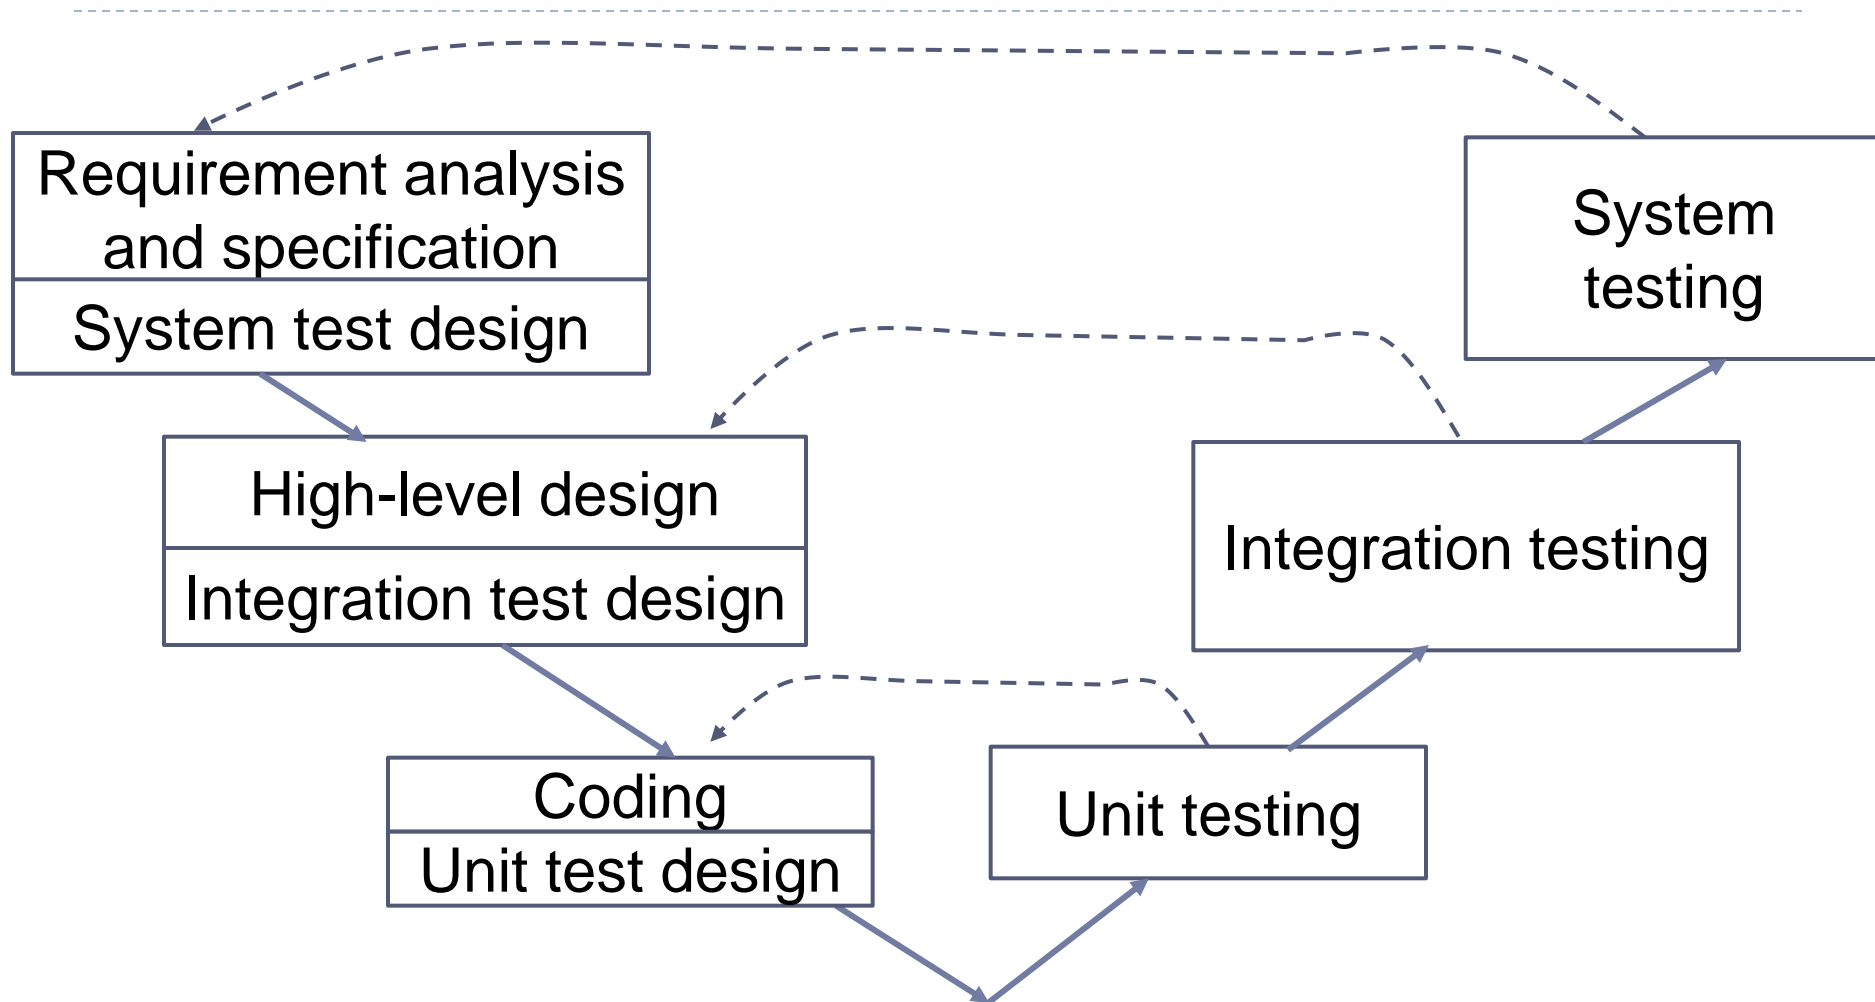 Requirement analysis
and specification
System test design
System
testing
High-level design
Integration test design
Integration testing
Coding
Unit test design
Unit testing